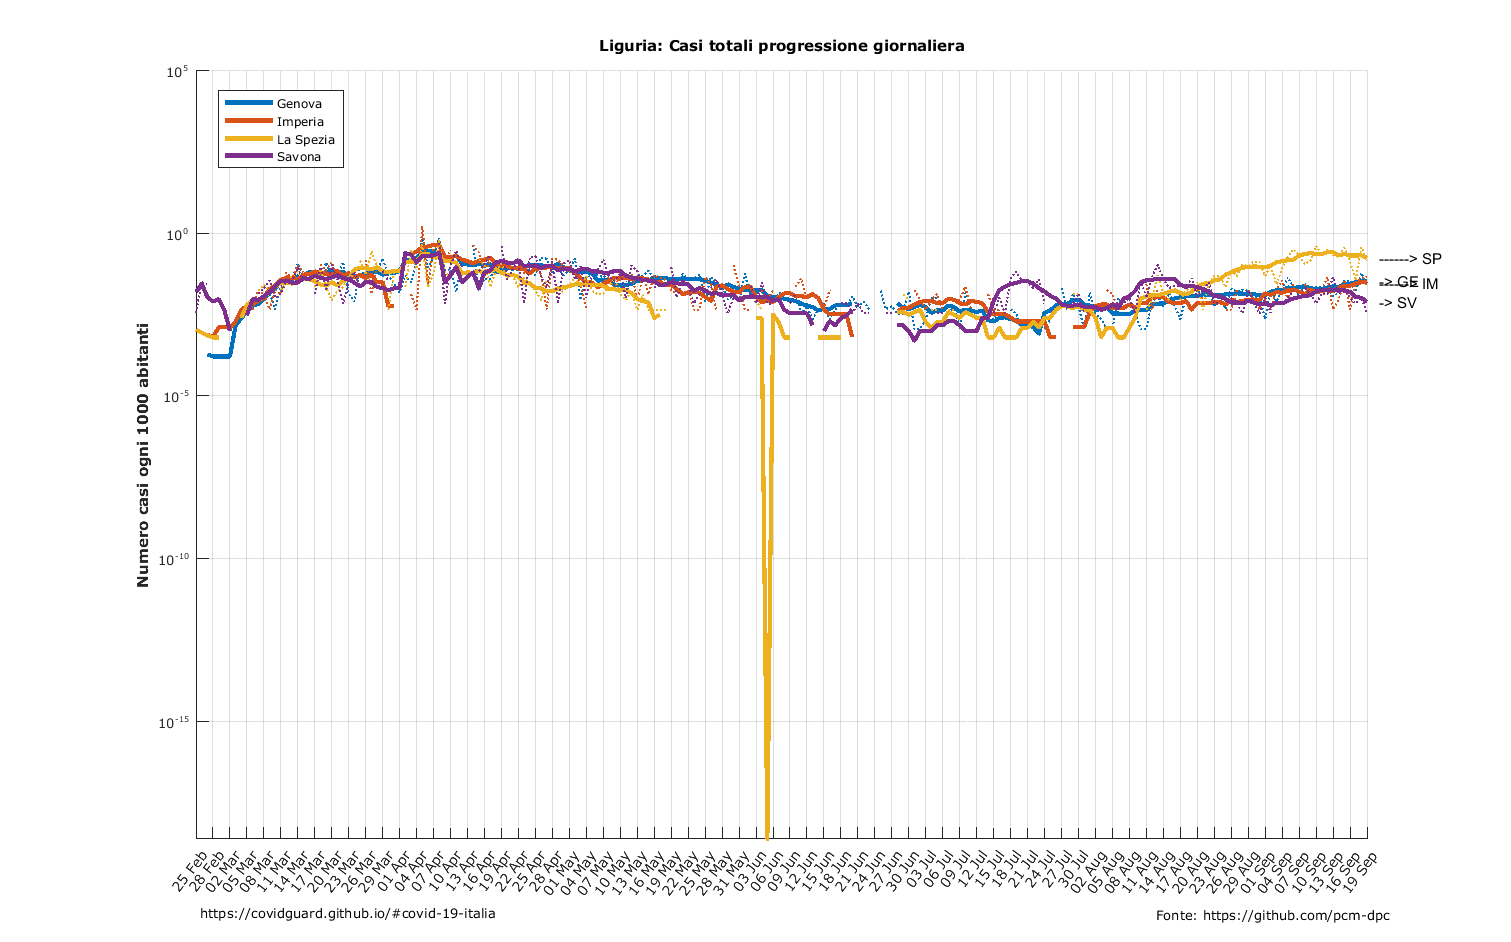 Liguria: Casi totali progressione giornaliera
10^5
10^0
10^-5
10^-10
10^-15
Numero casi ogni 1000 abitanti
Genova
Imperia
La Spezia
Savona
------> SP
-> GE
------> IM
-> SV
25 Feb
28 Feb
02 Mar
05 Mar
08 Mar
11 Mar
14 Mar
17 Mar
20 Mar
23 Mar
26 Mar
29 Mar
01 Apr
04 Apr
07 Apr
10 Apr
13 Apr
16 Apr
19 Apr
22 Apr
25 Apr
28 Apr
01 May
04 May
07 May
10 May
13 May
16 May
19 May
22 May
25 May
28 May
31 May
03 Jun
06 Jun
09 Jun
12 Jun
15 Jun
18 Jun
21 Jun
24 Jun
27 Jun
30 Jun
03 Jul
06 Jul
09 Jul
12 Jul
15 Jul
18 Jul
21 Jul
24 Jul
27 Jul
30 Jul
02 Aug
05 Aug
08 Aug
11 Aug
14 Aug
17 Aug
20 Aug
23 Aug
26 Aug
29 Aug
01 Sep
04 Sep
07 Sep
10 Sep
13 Sep
16 Sep
19 Sep
https://covidguard.github.io/#covid-19-italia
Fonte: https://github.com/pcm-dpc